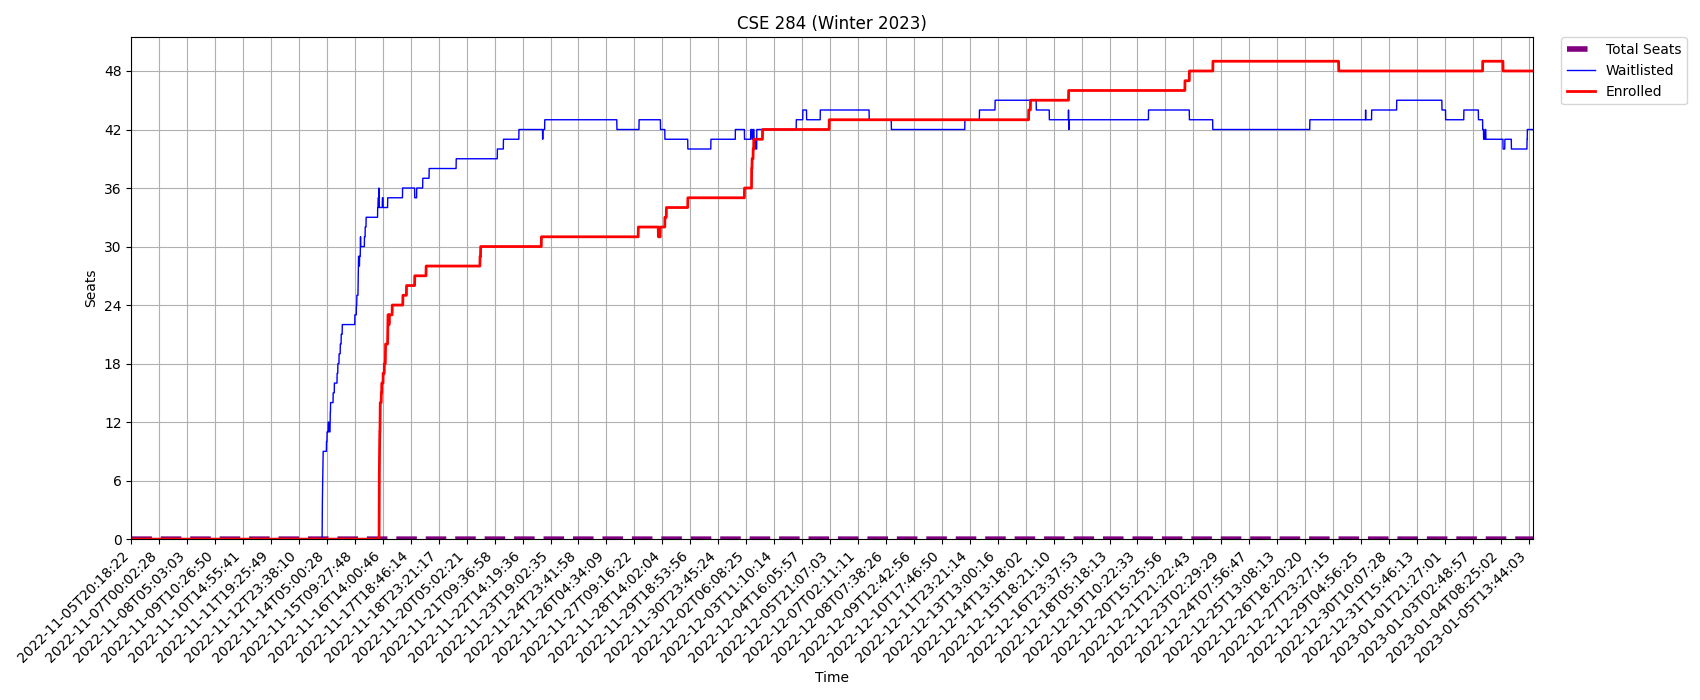 CSE 284 (Winter 2023)
Total Seats
Waitlisted
Enrolled
Seats
48
42
36
30
24
18
12
6
0
2022-11-05T20:18:22
2022-11-07T00:02:28
2022-11-08T05:03:03
2022-11-09T10:26:50
2022-11-10T14:55:41
2022-11-11T19:25:49
2022-11-12T23:38:10
2022-11-14T05:00:28
2022-11-15T09:27:48
2022-11-16T14:00:46
2022-11-17T18:46:14
2022-11-18T23:21:17
2022-11-20T05:02:21
2022-11-21T09:36:58
2022-11-22T14:19:36
2022-11-23T19:02:35
2022-11-24T23:41:58
2022-11-26T04:34:09
2022-11-27T09:16:22
2022-11-28T14:02:04
2022-11-29T18:53:56
2022-11-30T23:45:24
2022-12-02T06:08:25
2022-12-03T11:10:14
2022-12-04T16:05:57
2022-12-05T21:07:03
2022-12-07T02:11:11
2022-12-08T07:38:26
2022-12-09T12:42:56
2022-12-10T17:46:50
2022-12-11T23:21:14
2022-12-13T13:00:16
2022-12-14T13:18:02
2022-12-15T18:21:10
2022-12-16T23:37:53
2022-12-18T05:18:13
2022-12-19T10:22:33
2022-12-20T15:25:56
2022-12-21T21:22:43
2022-12-23T02:29:29
2022-12-24T07:56:47
2022-12-25T13:08:13
2022-12-26T18:20:20
2022-12-27T23:27:15
2022-12-29T04:56:25
2022-12-30T10:07:28
2022-12-31T15:46:13
2023-01-01T21:27:01
2023-01-03T02:48:57
2023-01-04T08:25:02
2023-01-05T13:44:03
Time